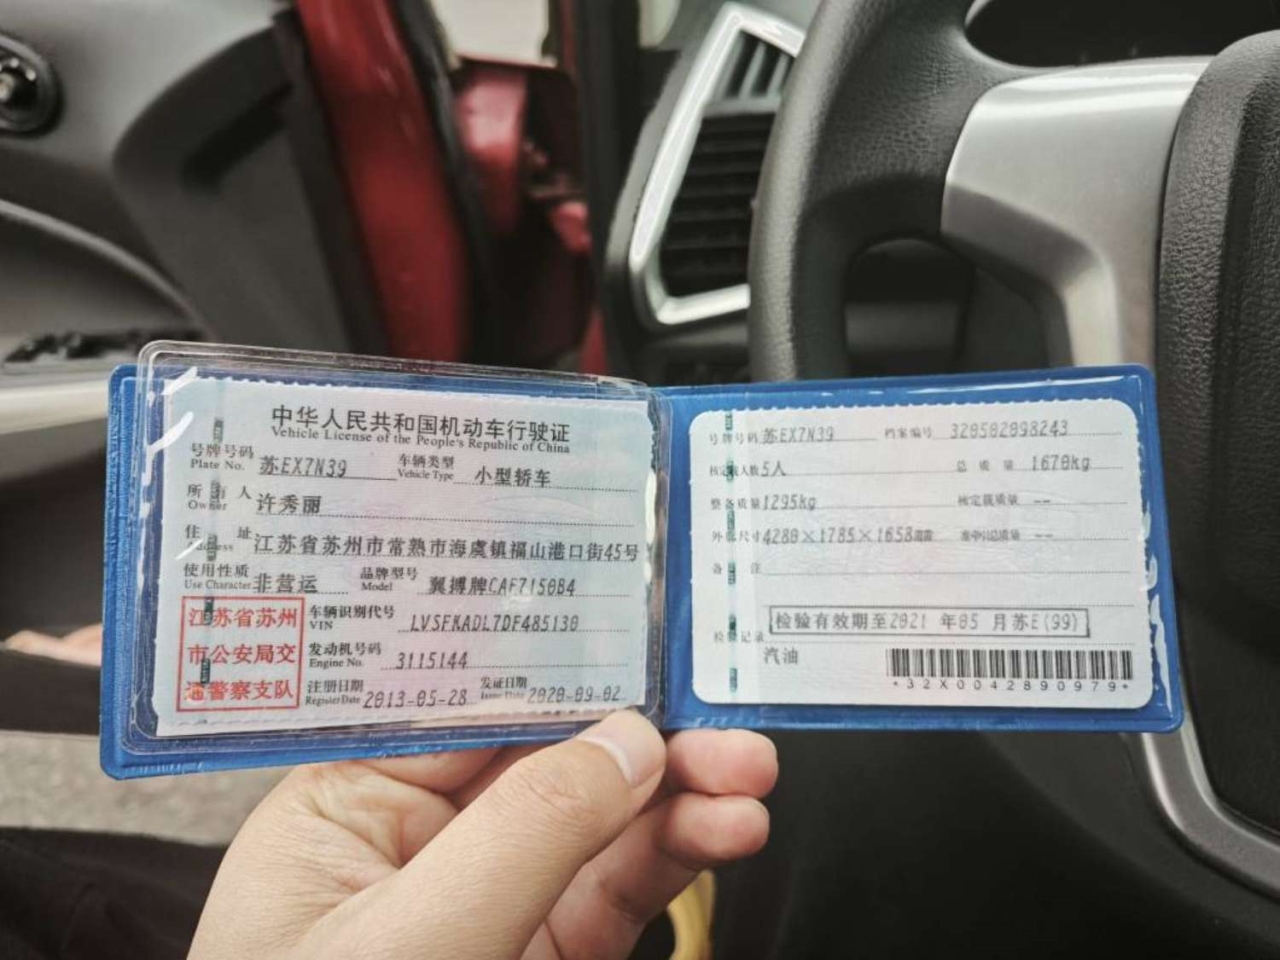 中华人民共和国机动车行驶证
Vehicle License of the People's Republic of China
号牌号码 苏EX7N39 车辆类型 小型轿车
Plate No. Vehicle Type
所有人 许秀丽
Owner
住址 江苏省苏州市常熟市海虞镇福山港口街45号
Address
使用性质 非营运 品牌型号 翼搏牌CAF7150B4
Use Character Model
江苏省苏州
市公安局交
通警察支队
车辆识别代号 LVSFKADL7DF485130
VIN
发动机号码 3115144
Engine No.
注册日期 2013-05-28 发证日期 2020-09-02
Register Date Issue Date
号牌号码 苏EX7N39 档案编号 320502098243
核定载人数 5人 总质量 1670kg
整备质量 1295kg 核定载质量 --
外廓尺寸 4280×1785×1658mm 准牵引总质量 --
备注
检验记录
检验有效期至2021年05月苏E(99)
汽油
*32X0042890979*